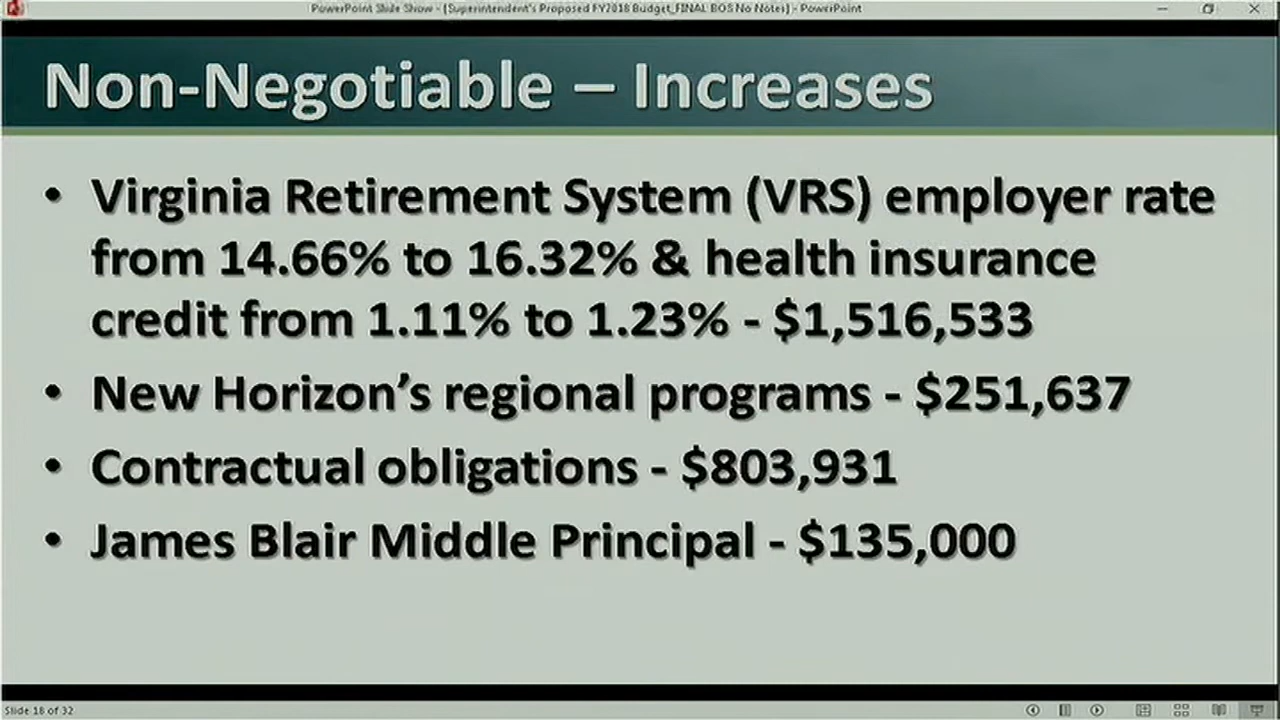 PowerPoint Slide Show - [Superintendent's Proposed FY2018 Budget_FINAL BOS No Notes] - PowerPoint
Non-Negotiable – Increases
• Virginia Retirement System (VRS) employer rate
from 14.66% to 16.32% & health insurance
credit from 1.11% to 1.23% - $1,516,533
• New Horizon’s regional programs - $251,637
• Contractual obligations - $803,931
• James Blair Middle Principal - $135,000
Slide 18 of 32